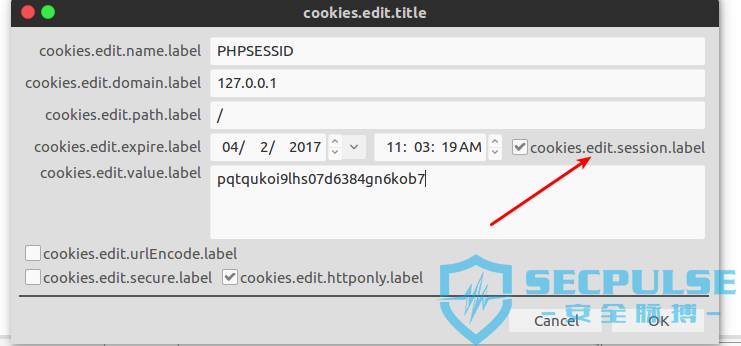 cookies.edit.title
cookies.edit.name.label PHPSESSID
cookies.edit.domain.label 127.0.0.1
cookies.edit.path.label /
cookies.edit.expire.label 04/ 2/ 2017 11: 03: 19 AM cookies.edit.session.label
cookies.edit.value.label pqtqukoi9lhs07d6384gn6kob7
cookies.edit.urlEncode.label
cookies.edit.secure.label cookies.edit.httponly.label
SECPULSE
安全脉搏
Cancel OK